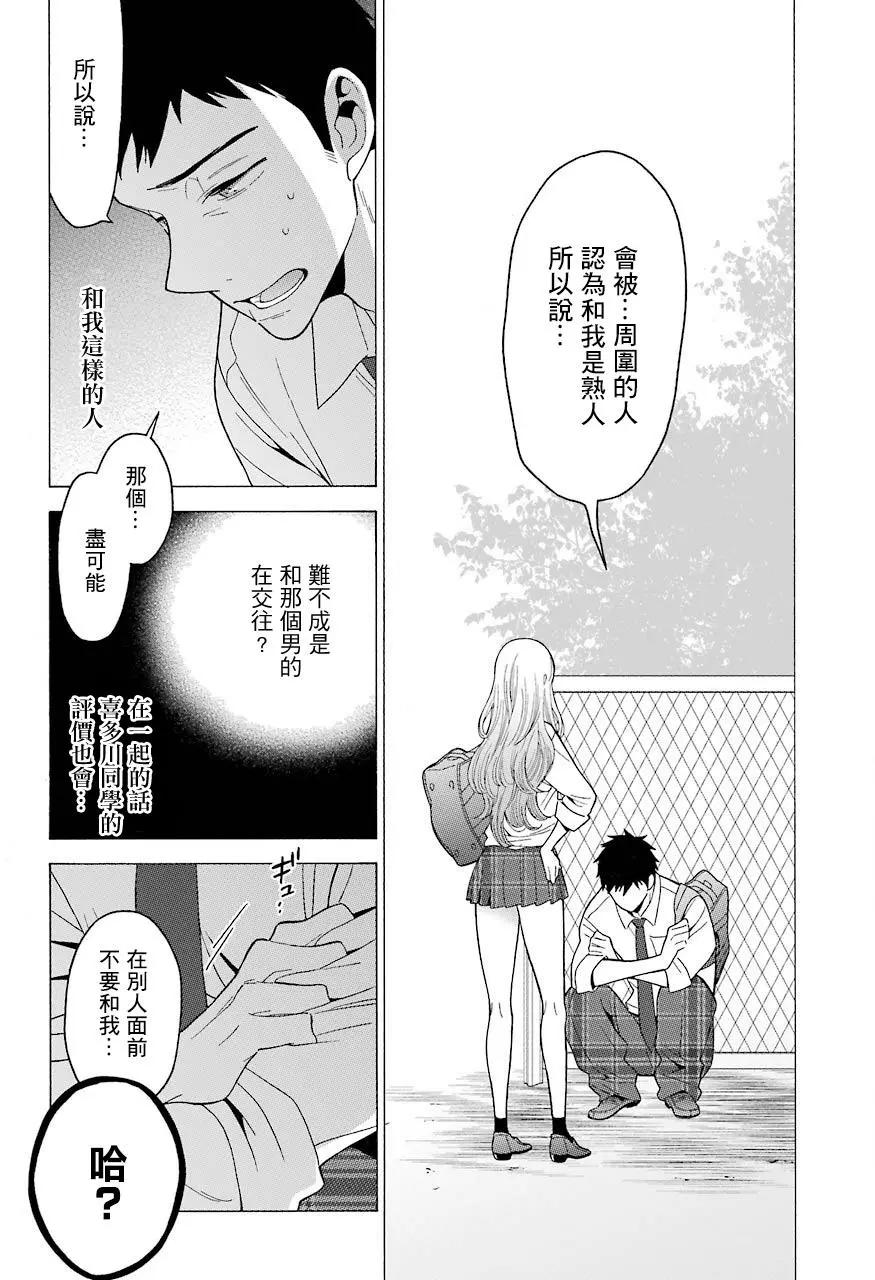 會被…周圍的人
認為和我是熟人
所以說…
所以說…
和我這樣的人
那個…
盡可能
難不成是
和那個男的
在交往？
在一起的話
喜多川同學的
評價也會…
ギュ…
在別人面前
不要和我…
哈？